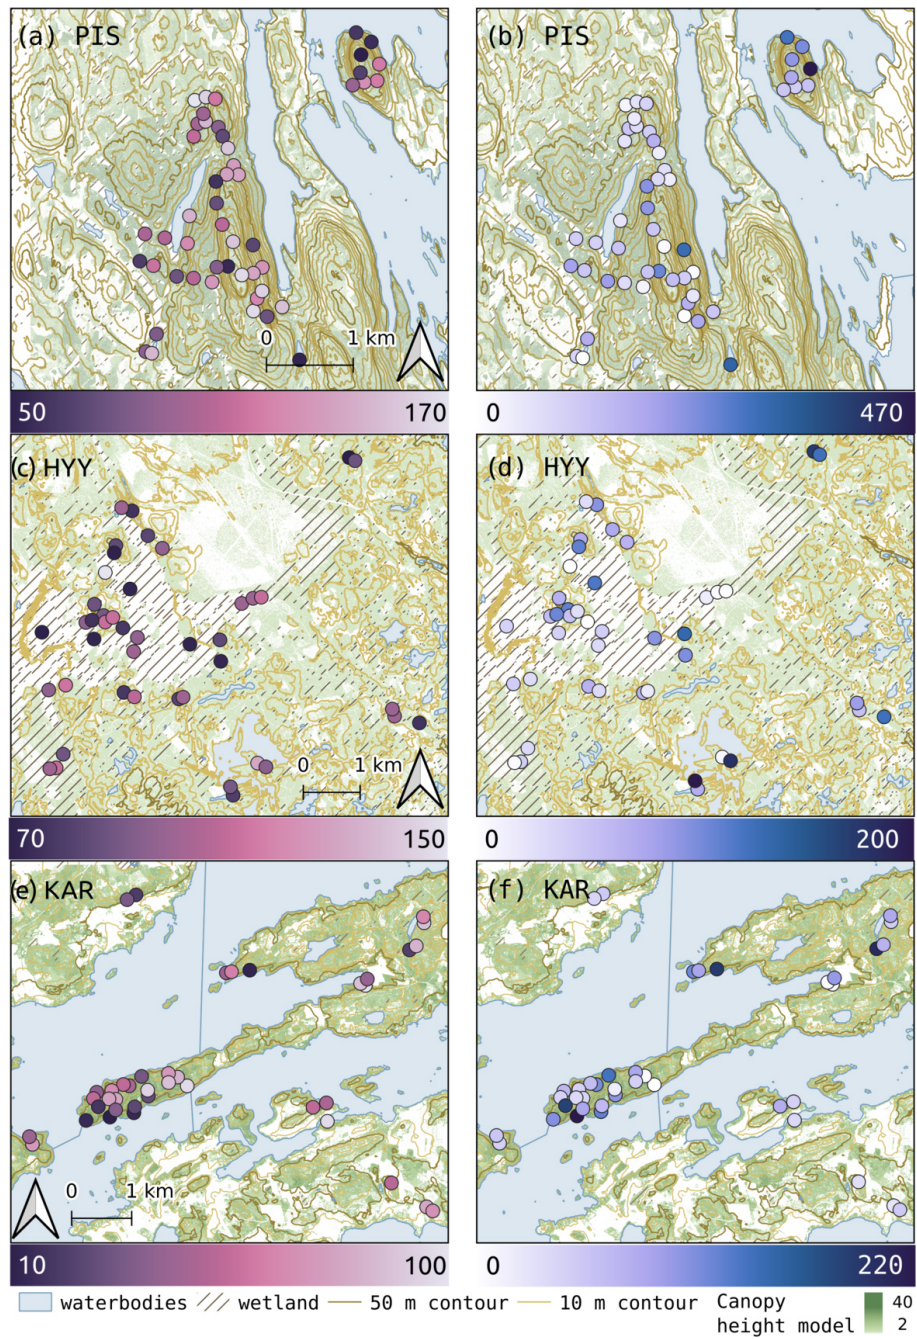 (a) PIS
(b) PIS
0 1 km
50 170
0 470
(c) HYY
(d) HYY
0 1 km
70 150
0 200
(e) KAR
(f) KAR
0 1 km
10 100
0 220
waterbodies wetland 50 m contour 10 m contour Canopy height model 40 2